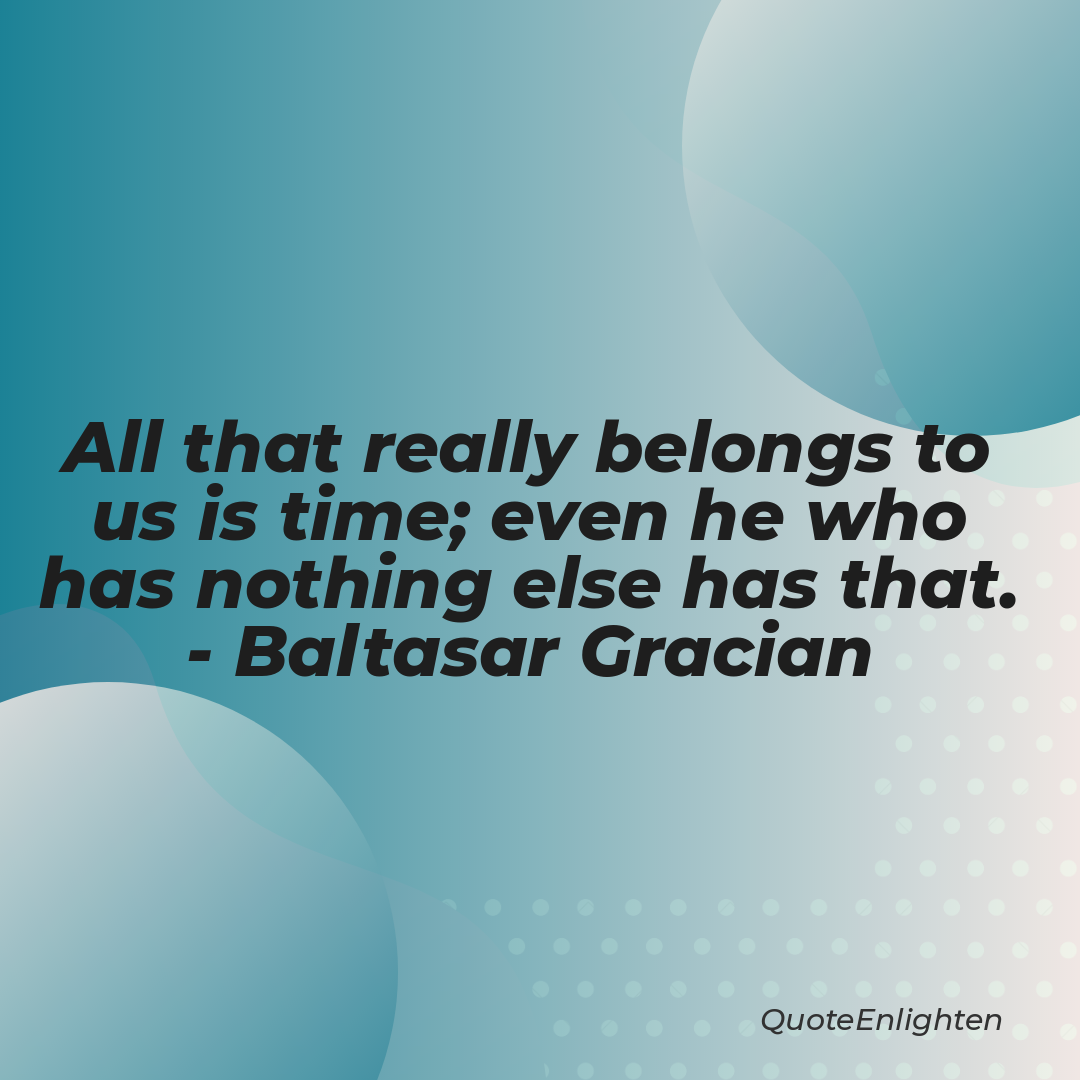 All that really belongs to
us is time; even he who
has nothing else has that.
- Baltasar Gracian
QuoteEnlighten